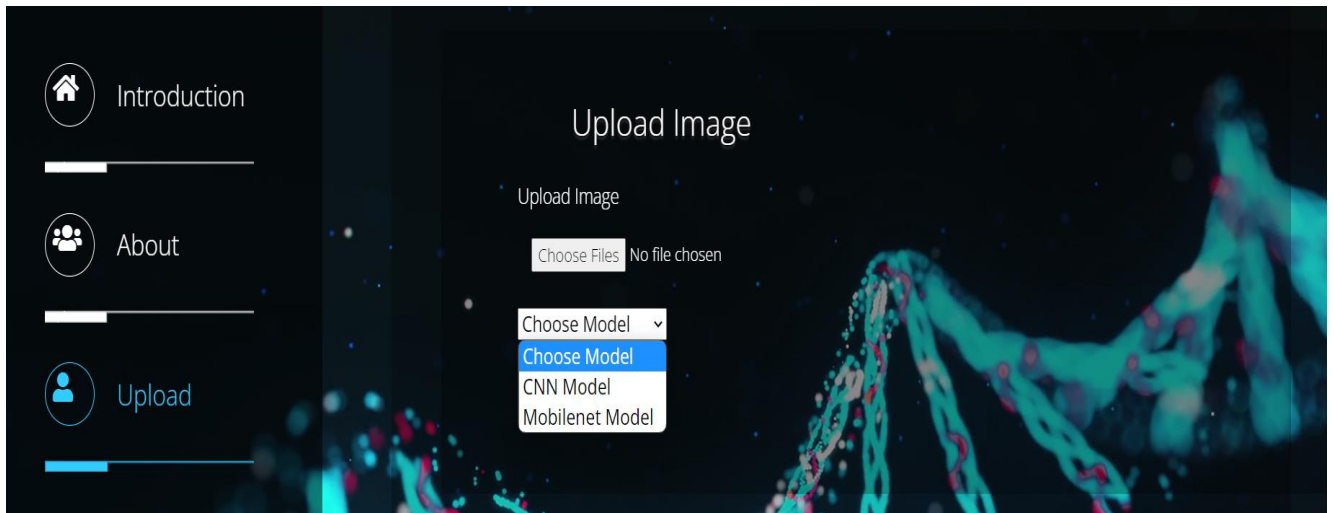 Introduction
About
Upload
Upload Image
Upload Image
Choose Files No file chosen
Choose Model
Choose Model
CNN Model
Mobilenet Model